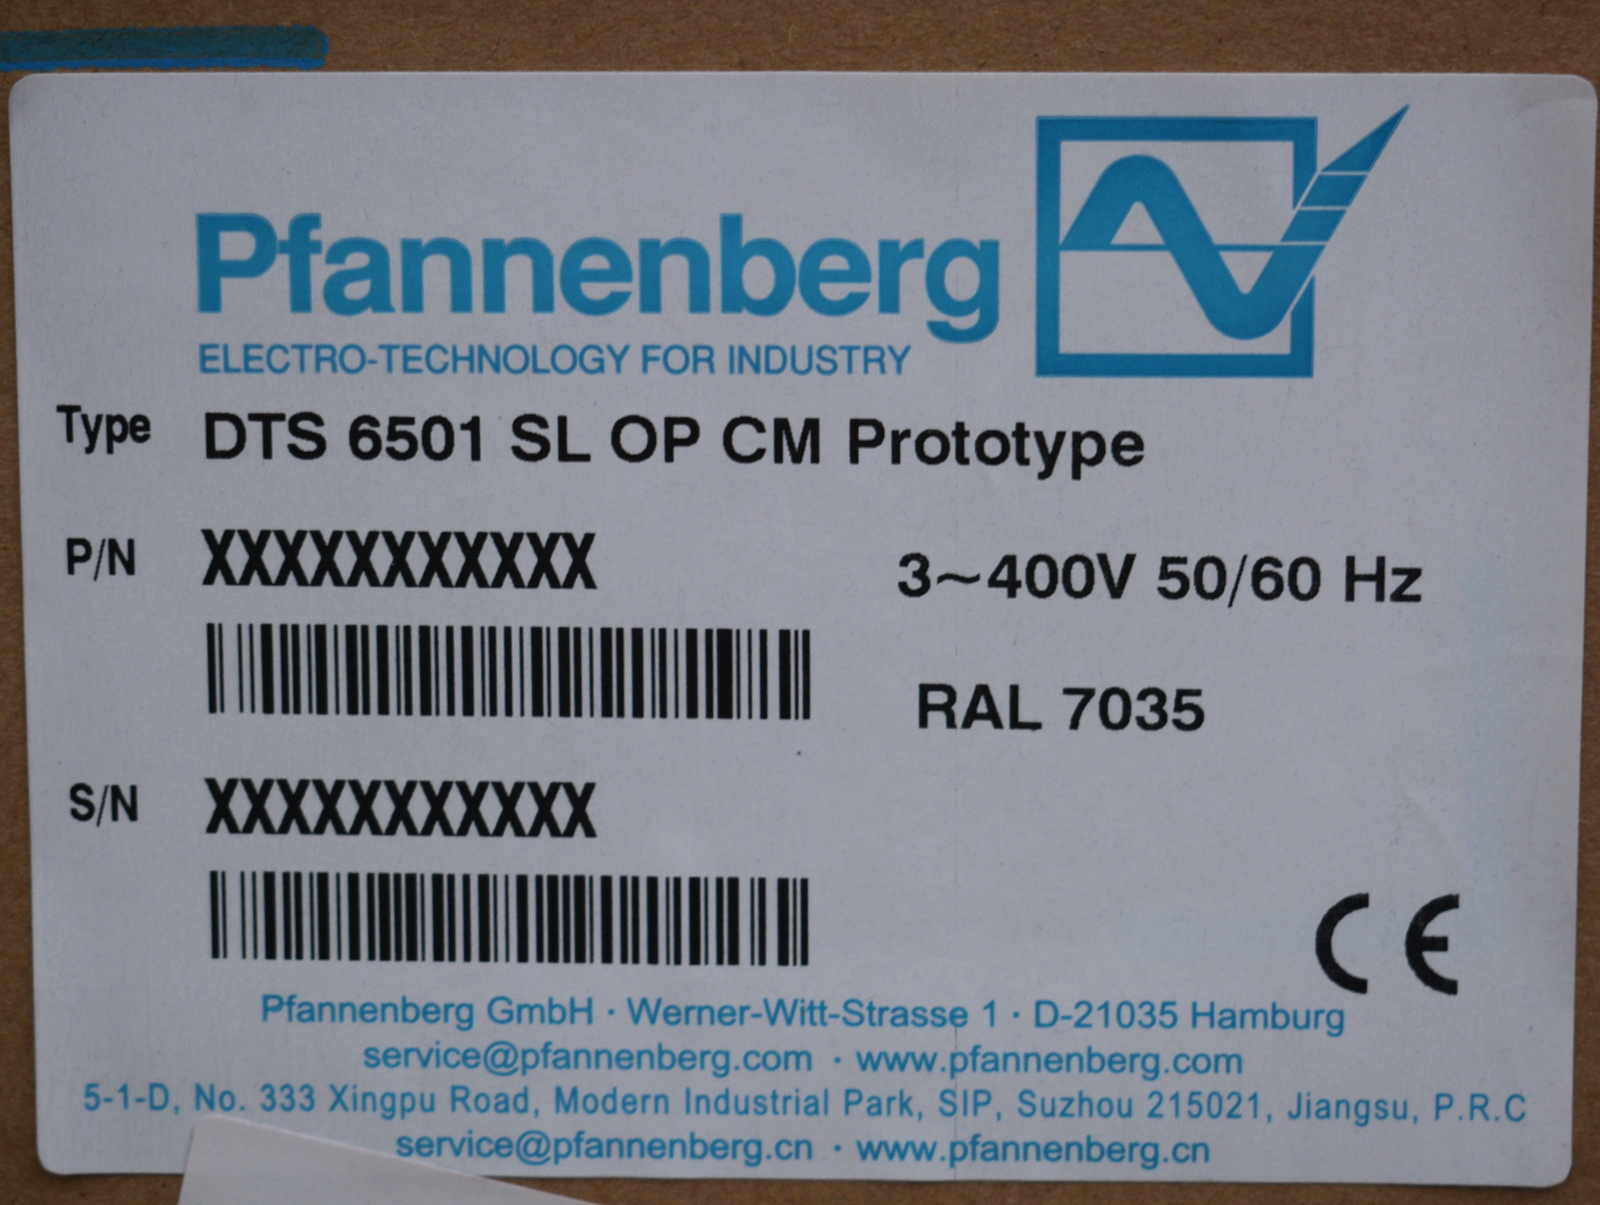 Pfannenberg
ELECTRO-TECHNOLOGY FOR INDUSTRY
Type DTS 6501 SL OP CM Prototype
P/N XXXXXXXXXXX 3~400V 50/60 Hz
RAL 7035
S/N XXXXXXXXXXX
CE
Pfannenberg GmbH · Werner-Witt-Strasse 1 · D-21035 Hamburg
service@pfannenberg.com · www.pfannenberg.com
5-1-D, No. 333 Xingpu Road, Modern Industrial Park, SIP, Suzhou 215021, Jiangsu, P.R.C
service@pfannenberg.cn · www.pfannenberg.cn